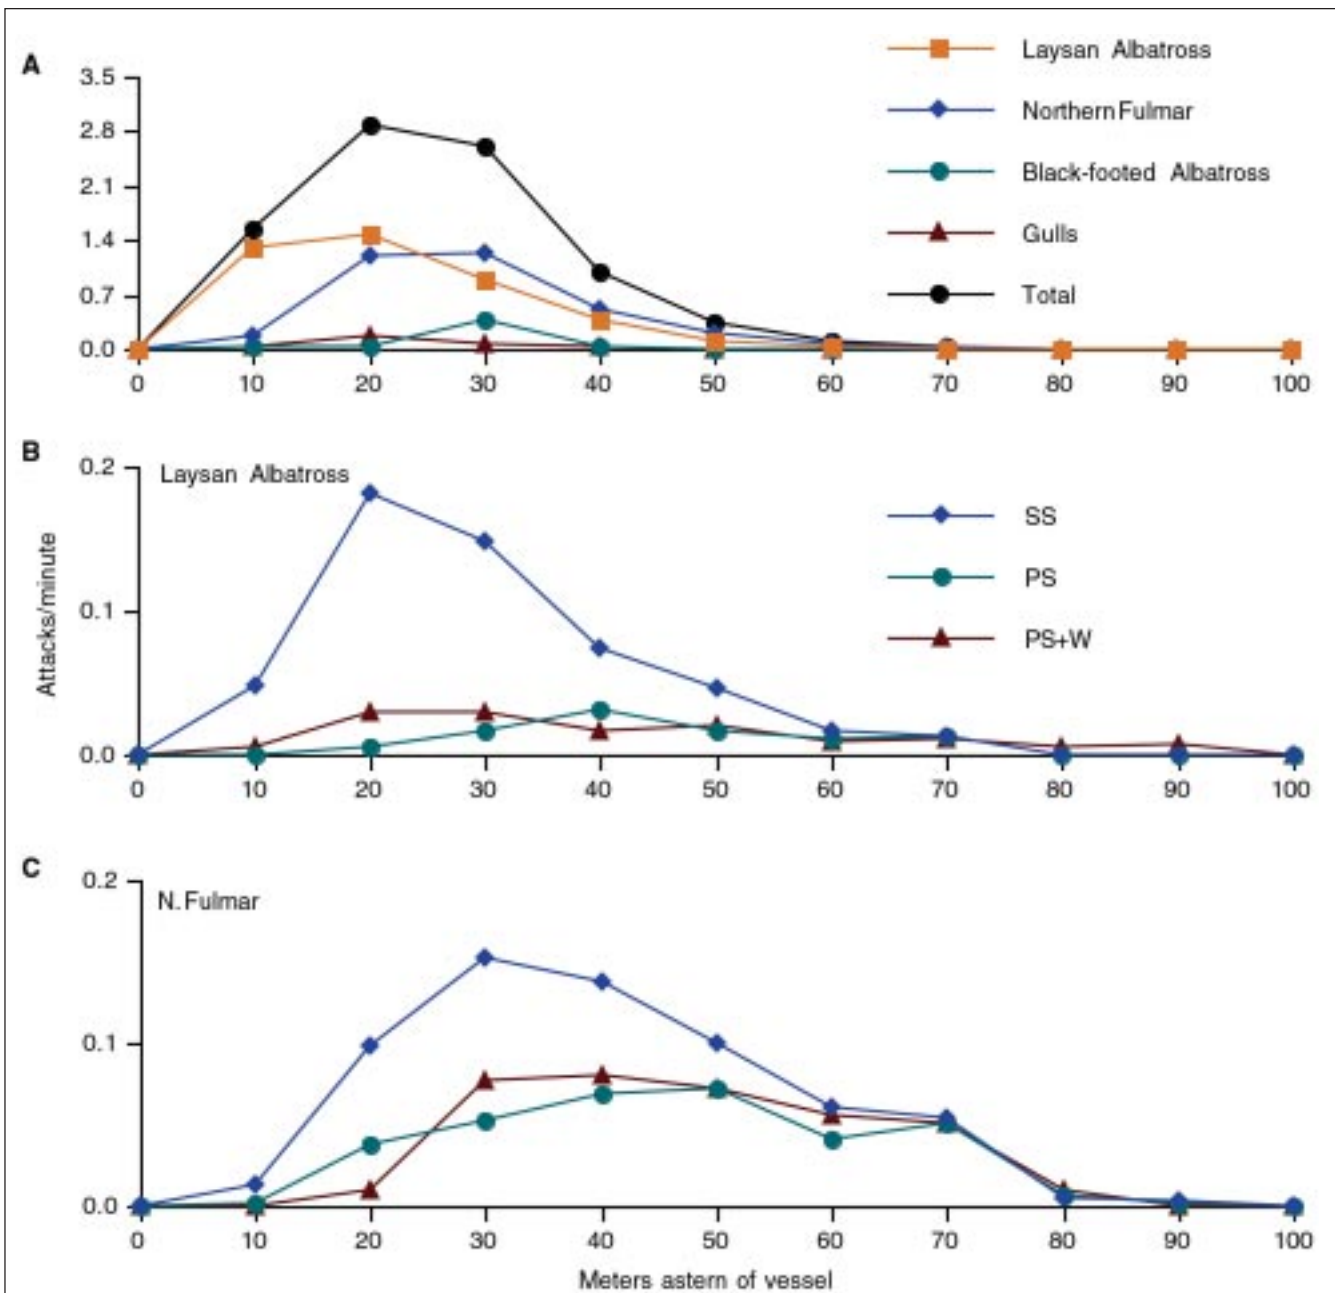 A
3.5
2.8
2.1
1.4
0.7
0.0
0 10 20 30 40 50 60 70 80 90 100
Laysan Albatross
Northern Fulmar
Black-footed Albatross
Gulls
Total
B
Laysan Albatross
0.2
0.1
0.0
0 10 20 30 40 50 60 70 80 90 100
SS
PS
PS+W
Attacks/minute
C
N. Fulmar
0.2
0.1
0.0
0 10 20 30 40 50 60 70 80 90 100
Meters astern of vessel